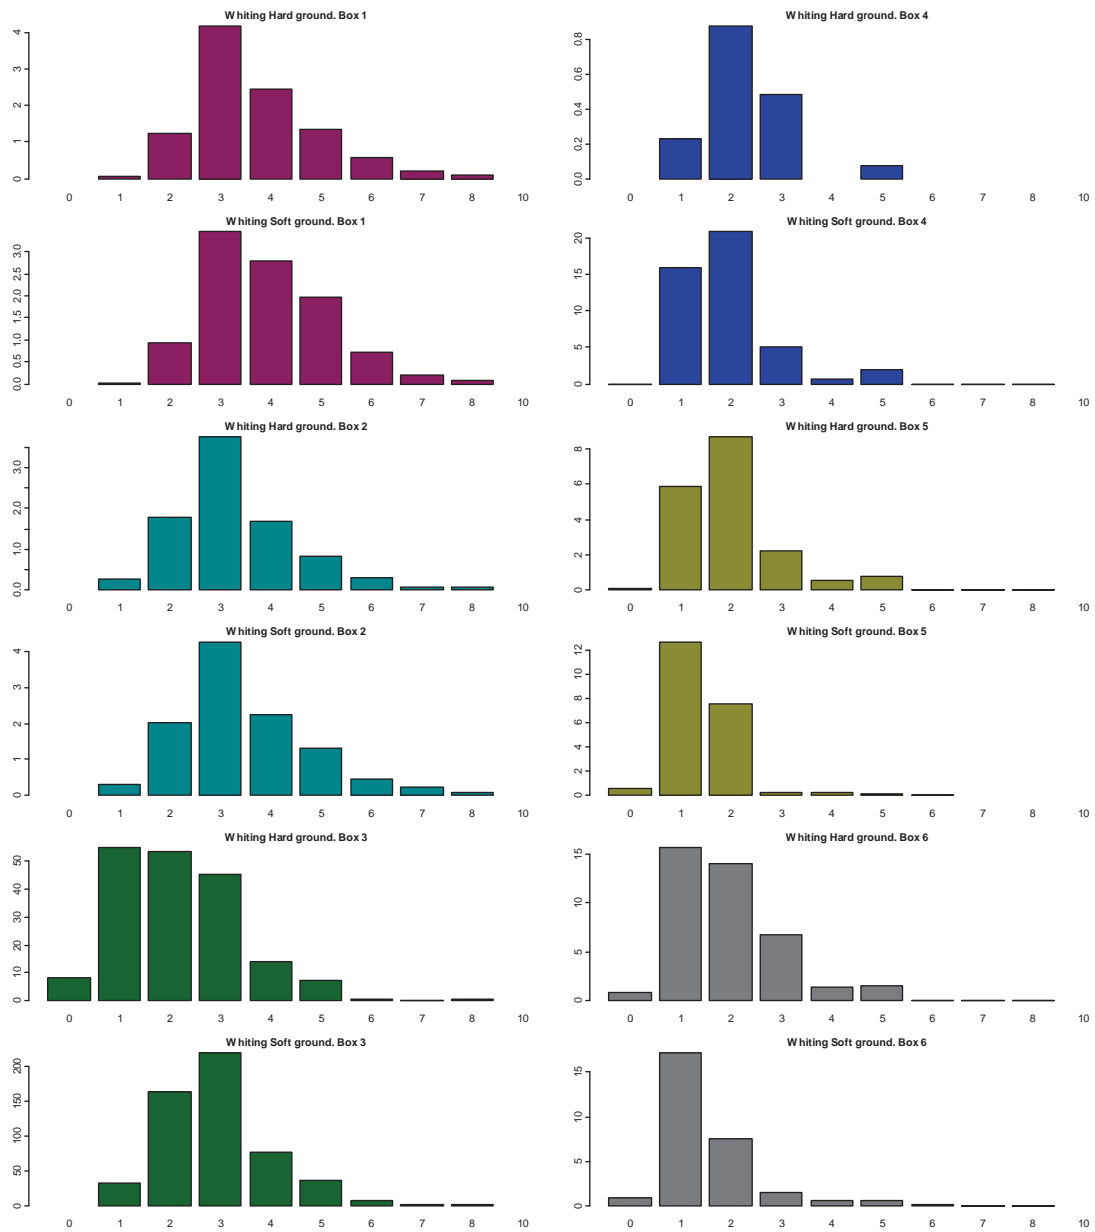 Whiting Hard ground. Box 1
0 1 2 3 4
0 1 2 3 4 5 6 7 8 10
Whiting Soft ground. Box 1
0.0 0.5 1.0 1.5 2.0 2.5 3.0
0 1 2 3 4 5 6 7 8 10
Whiting Hard ground. Box 2
0.0 1.0 2.0 3.0
0 1 2 3 4 5 6 7 8 10
Whiting Soft ground. Box 2
0 1 2 3 4
0 1 2 3 4 5 6 7 8 10
Whiting Hard ground. Box 3
0 10 20 30 40 50
0 1 2 3 4 5 6 7 8 10
Whiting Soft ground. Box 3
0 50 100 150 200
0 1 2 3 4 5 6 7 8 10
Whiting Hard ground. Box 4
0.0 0.2 0.4 0.6 0.8
0 1 2 3 4 5 6 7 8 10
Whiting Soft ground. Box 4
0 5 10 15 20
0 1 2 3 4 5 6 7 8 10
Whiting Hard ground. Box 5
0 2 4 6 8
0 1 2 3 4 5 6 7 8 10
Whiting Soft ground. Box 5
0 2 4 6 8 10 12
0 1 2 3 4 5 6 7 8 10
Whiting Hard ground. Box 6
0 5 10 15
0 1 2 3 4 5 6 7 8 10
Whiting Soft ground. Box 6
0 5 10 15
0 1 2 3 4 5 6 7 8 10